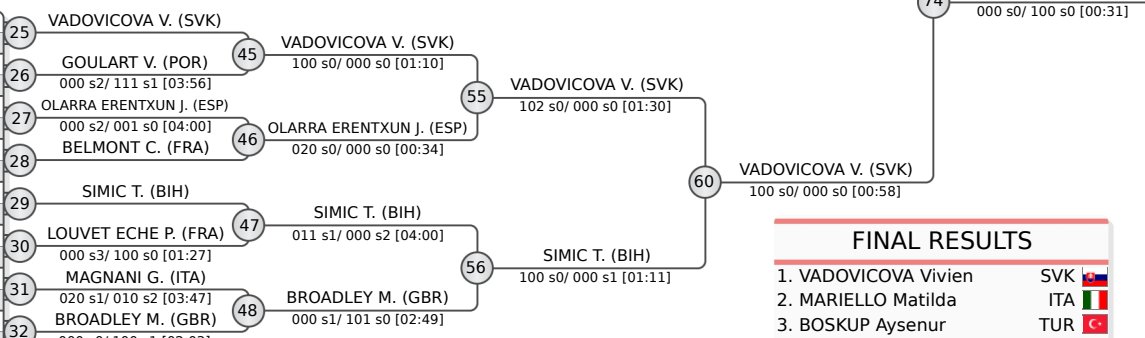 74
000 s0/ 100 s0 [00:31]
25
VADOVICOVA V. (SVK)
45
VADOVICOVA V. (SVK)
100 s0/ 000 s0 [01:10]
26
GOULART V. (POR)
000 s2/ 111 s1 [03:56]
55
VADOVICOVA V. (SVK)
102 s0/ 000 s0 [01:30]
27
OLARRA ERENTXUN J. (ESP)
000 s2/ 001 s0 [04:00]
46
OLARRA ERENTXUN J. (ESP)
020 s0/ 000 s0 [00:34]
28
BELMONT C. (FRA)
60
VADOVICOVA V. (SVK)
100 s0/ 000 s0 [00:58]
29
SIMIC T. (BIH)
47
SIMIC T. (BIH)
011 s1/ 000 s2 [04:00]
30
LOUVET ECHE P. (FRA)
000 s3/ 100 s0 [01:27]
56
SIMIC T. (BIH)
100 s0/ 000 s1 [01:11]
31
MAGNANI G. (ITA)
020 s1/ 010 s2 [03:47]
48
BROADLEY M. (GBR)
000 s1/ 101 s0 [02:49]
32
BROADLEY M. (GBR)
FINAL RESULTS
1. VADOVICOVA Vivien SVK
2. MARIELLO Matilda ITA
3. BOSKUP Aysenur TUR